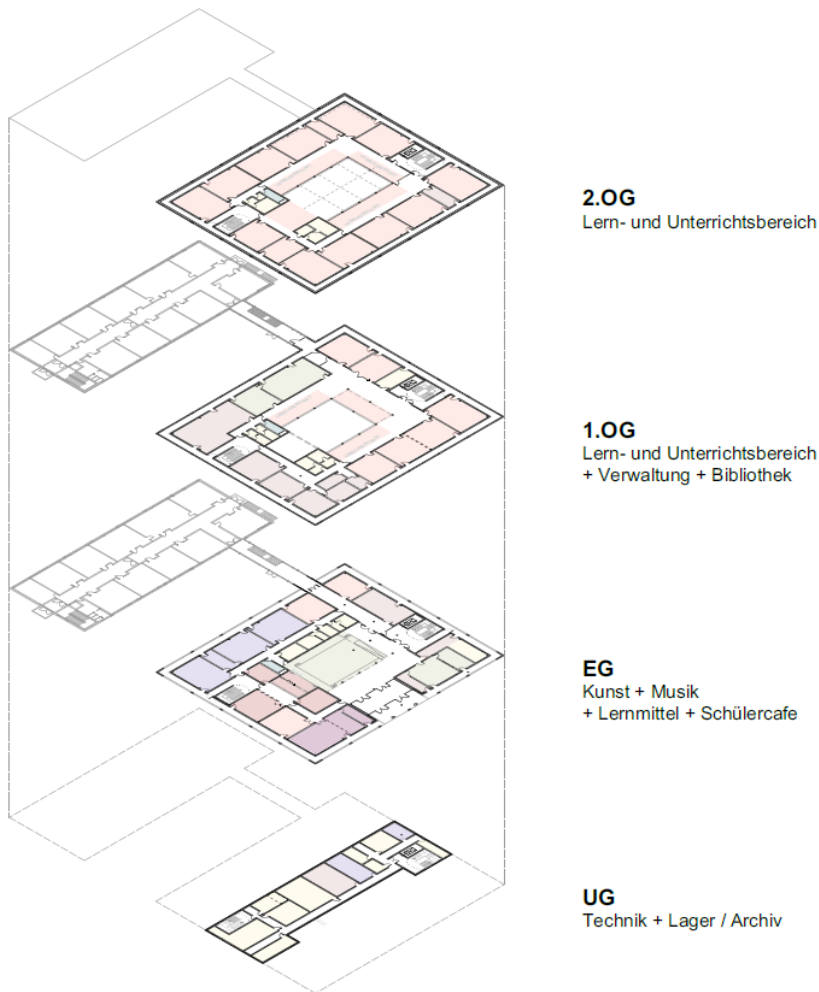 2.OG
Lern- und Unterrichtsbereich
1.OG
Lern- und Unterrichtsbereich
+ Verwaltung + Bibliothek
EG
Kunst + Musik
+ Lernmittel + Schülercafe
UG
Technik + Lager / Archiv